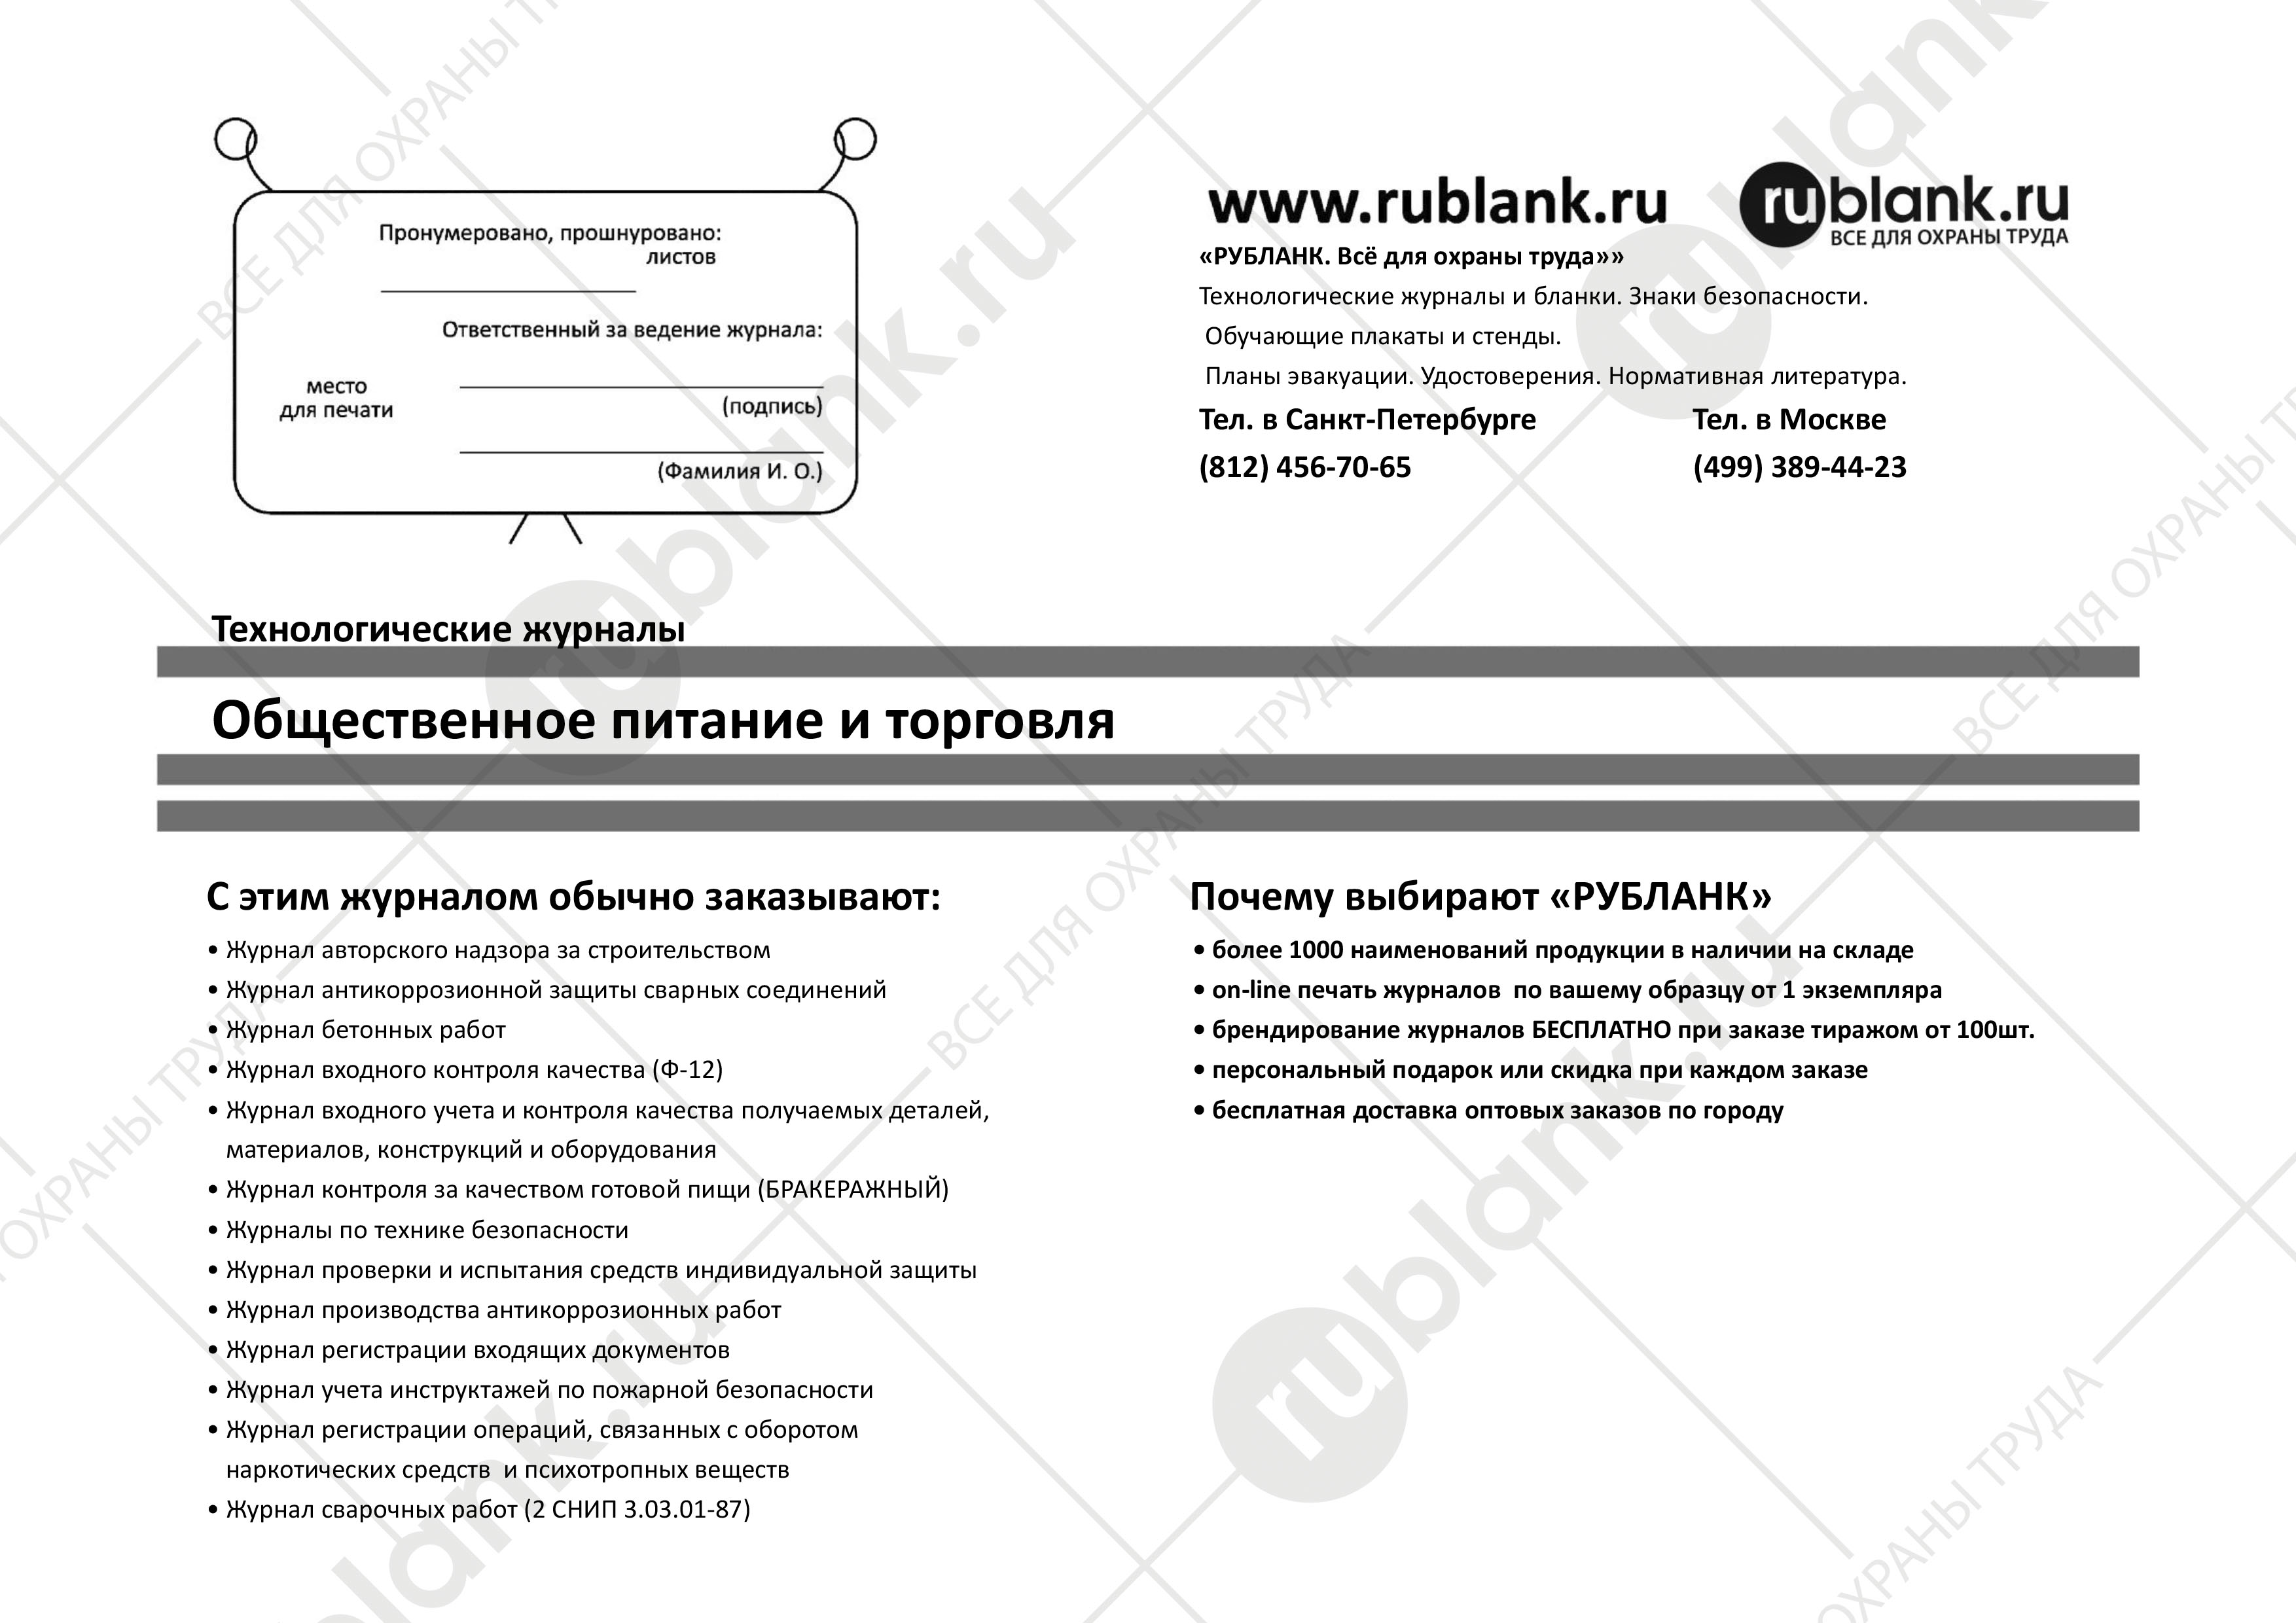 Пронумеровано, прошнуровано:
листов
Ответственный за ведение журнала:
место
для печати
(подпись)
(Фамилия И. О.)
www.rublank.ru
rublank.ru
ВСЕ ДЛЯ ОХРАНЫ ТРУДА
«РУБЛАНК. Всё для охраны труда»»
Технологические журналы и бланки. Знаки безопасности.
Обучающие плакаты и стенды.
Планы эвакуации. Удостоверения. Нормативная литература.
Тел. в Санкт-Петербурге
(812) 456-70-65
Тел. в Москве
(499) 389-44-23
Технологические журналы
Общественное питание и торговля
С этим журналом обычно заказывают:
• Журнал авторского надзора за строительством
• Журнал антикоррозионной защиты сварных соединений
• Журнал бетонных работ
• Журнал входного контроля качества (Ф-12)
• Журнал входного учета и контроля качества получаемых деталей,
материалов, конструкций и оборудования
• Журнал контроля за качеством готовой пищи (БРАКЕРАЖНЫЙ)
• Журналы по технике безопасности
• Журнал проверки и испытания средств индивидуальной защиты
• Журнал производства антикоррозионных работ
• Журнал регистрации входящих документов
• Журнал учета инструктажей по пожарной безопасности
• Журнал регистрации операций, связанных с оборотом
наркотических средств  и психотропных веществ
• Журнал сварочных работ (2 СНИП 3.03.01-87)
Почему выбирают «РУБЛАНК»
• более 1000 наименований продукции в наличии на складе
• on-line печать журналов  по вашему образцу от 1 экземпляра
• брендирование журналов БЕСПЛАТНО при заказе тиражом от 100шт.
• персональный подарок или скидка при каждом заказе
• бесплатная доставка оптовых заказов по городу
rublank.ru
ВСЕ ДЛЯ ОХРАНЫ ТРУДА
rublank.ru